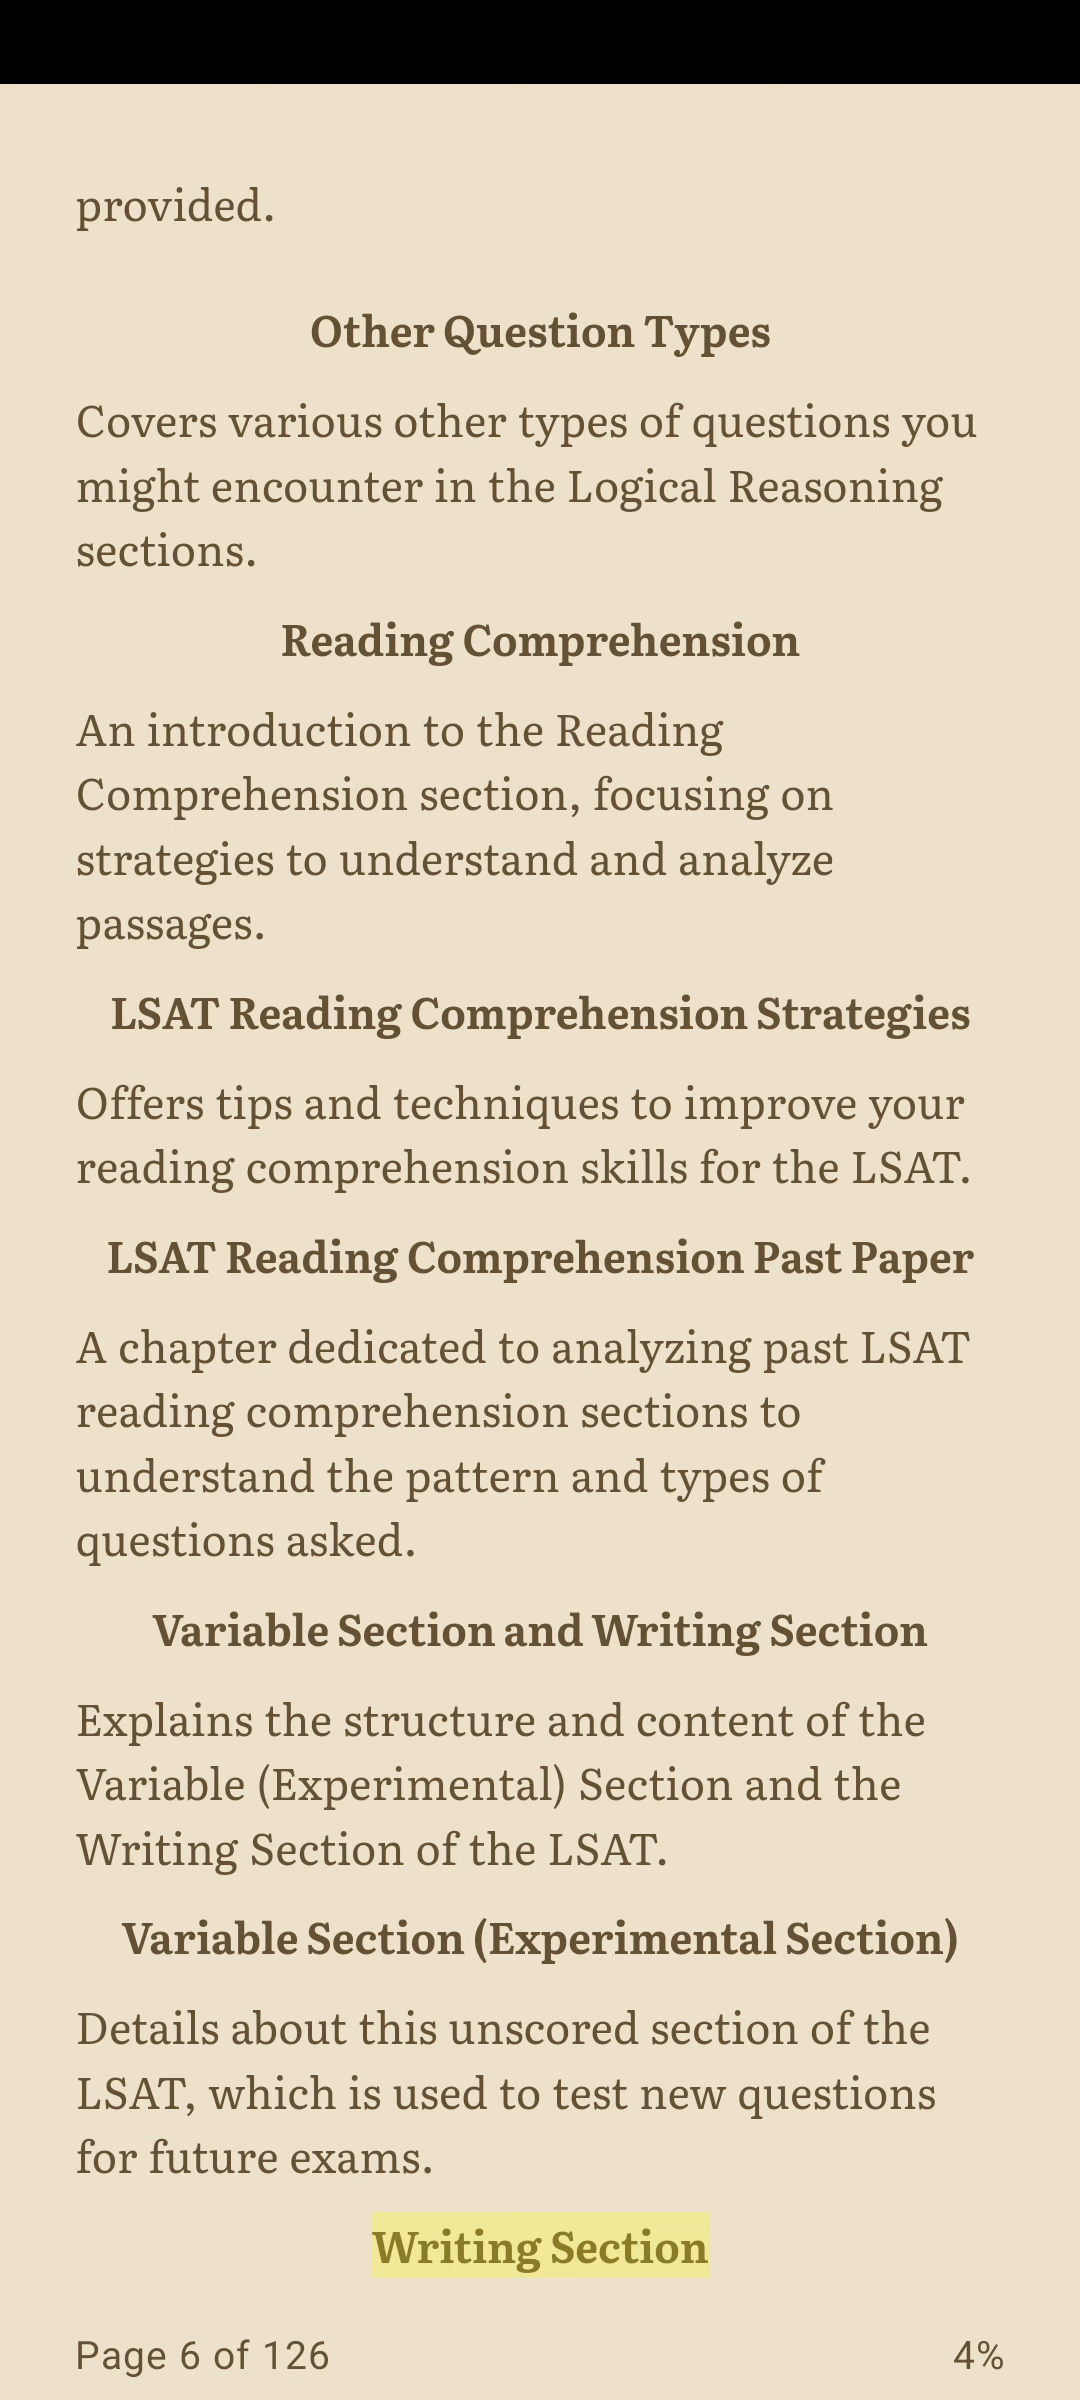 provided.
Other Question Types
Covers various other types of questions you
might encounter in the Logical Reasoning
sections.
Reading Comprehension
An introduction to the Reading
Comprehension section, focusing on
strategies to understand and analyze
passages.
LSAT Reading Comprehension Strategies
Offers tips and techniques to improve your
reading comprehension skills for the LSAT.
LSAT Reading Comprehension Past Paper
A chapter dedicated to analyzing past LSAT
reading comprehension sections to
understand the pattern and types of
questions asked.
Variable Section and Writing Section
Explains the structure and content of the
Variable (Experimental) Section and the
Writing Section of the LSAT.
Variable Section (Experimental Section)
Details about this unscored section of the
LSAT, which is used to test new questions
for future exams.
Writing Section
Page 6 of 126 4%